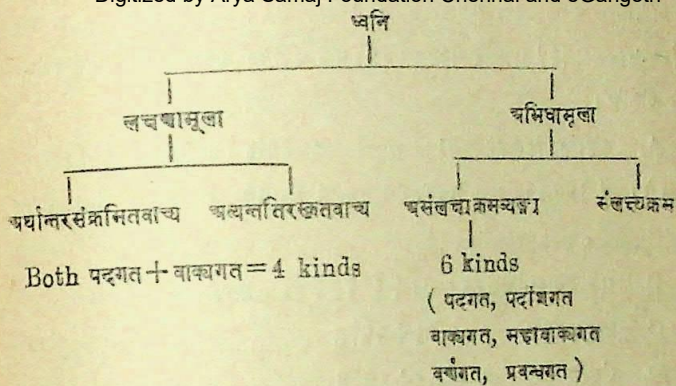 Digitized by Arya Samaj Foundation Chennai and eGangotri
ध्वनि
लक्षणामूला अभिधामूला
अर्थान्तरसंक्रमितवाच्य अत्यन्ततिरस्कृतवाच्य असंलक्ष्यक्रमव्यङ्ग्य संलक्ष्यक्रम
Both पदगत + वाक्यगत = 4 kinds 6 kinds
( पदगत, पदांशगत
वाक्यगत, महावाक्यगत
वर्णगत, प्रबन्धगत )